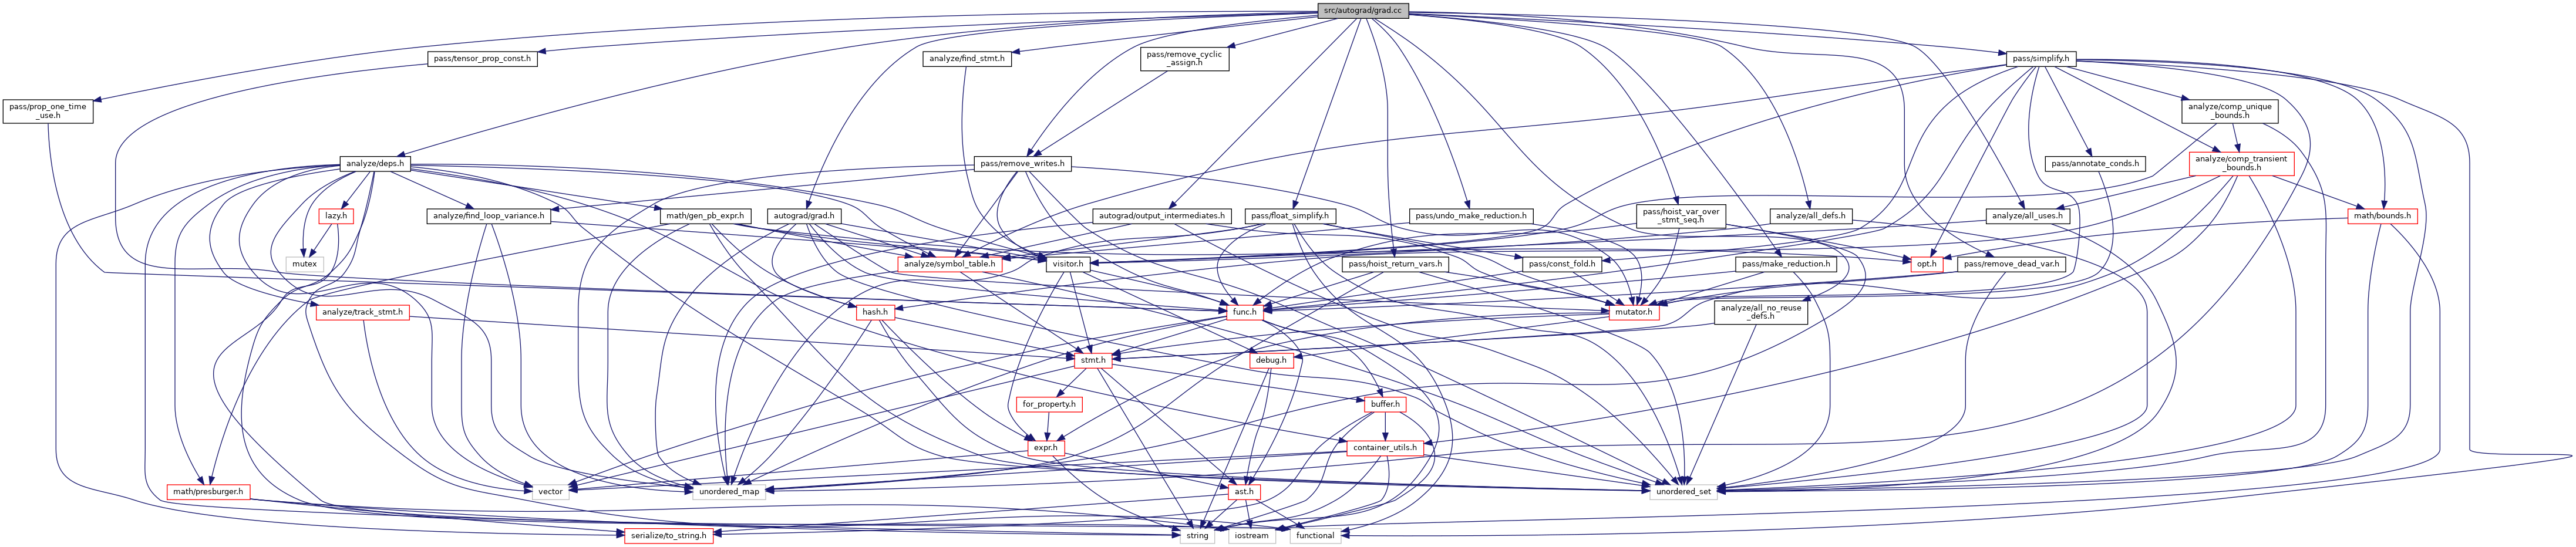 src/autograd/grad.cc
pass/tensor_prop_const.h
analyze/find_stmt.h
pass/remove_cyclic
_assign.h
pass/simplify.h
pass/prop_one_time
_use.h
analyze/comp_unique
_bounds.h
analyze/deps.h
pass/remove_writes.h
pass/annotate_conds.h
analyze/comp_transient
_bounds.h
lazy.h
analyze/find_loop_variance.h
math/gen_pb_expr.h
autograd/grad.h
autograd/output_intermediates.h
pass/float_simplify.h
pass/undo_make_reduction.h
pass/hoist_var_over
_stmt_seq.h
analyze/all_defs.h
analyze/all_uses.h
math/bounds.h
mutex
analyze/symbol_table.h
visitor.h
pass/hoist_return_vars.h
pass/const_fold.h
pass/make_reduction.h
opt.h
pass/remove_dead_var.h
analyze/track_stmt.h
hash.h
func.h
mutator.h
analyze/all_no_reuse
_defs.h
stmt.h
debug.h
for_property.h
buffer.h
expr.h
container_utils.h
math/presburger.h
vector
unordered_map
ast.h
unordered_set
serialize/to_string.h
string
iostream
functional